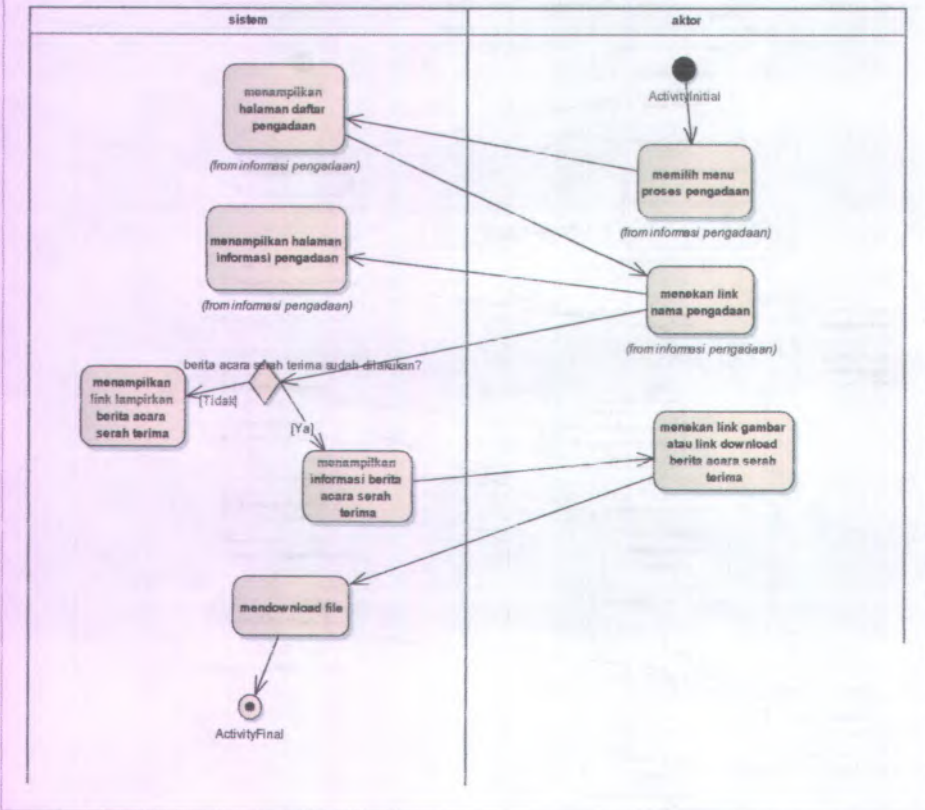 sistem
aktor
ActivityInitial
menampilkan
halaman daftar
pengadaan
(from informasi pengadaan)
memilih menu
proses pengadaan
(from informasi pengadaan)
menampilkan halaman
informasi pengadaan
(from informasi pengadaan)
menekan link
nama pengadaan
(from informasi pengadaan)
berita acara serah terima sudah dilakukan?
menampilkan
link lampirkan
berita acara
serah terima
[Tidak]
[Ya]
menampilkan
informasi berita
acara serah
terima
menekan link gambar
atau link download
berita acara serah
terima
mendownload file
ActivityFinal